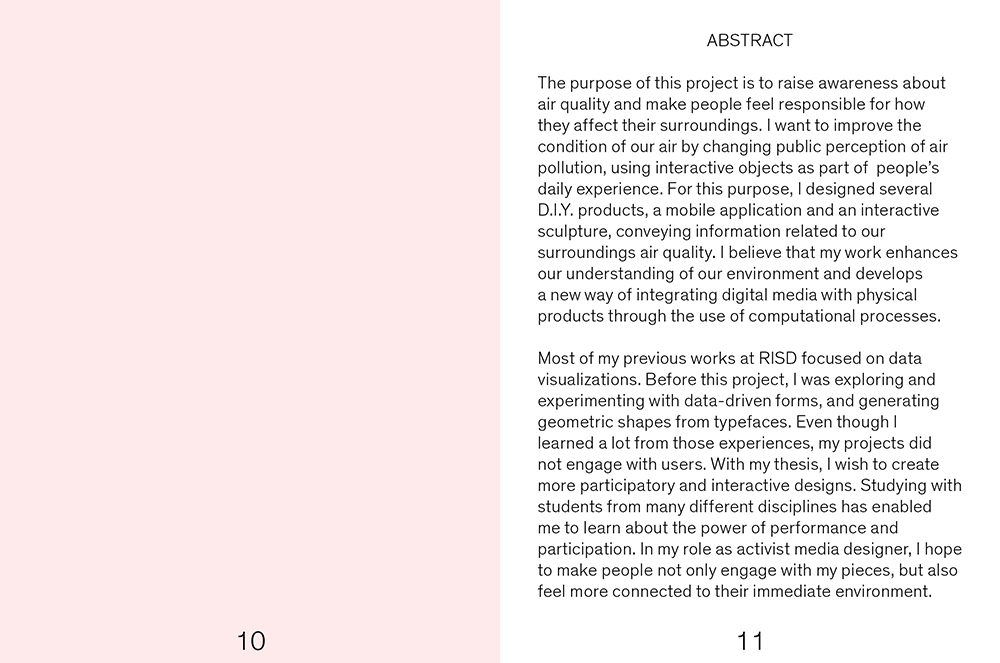 ABSTRACT
The purpose of this project is to raise awareness about
air quality and make people feel responsible for how
they affect their surroundings. I want to improve the
condition of our air by changing public perception of air
pollution, using interactive objects as part of  people’s
daily experience. For this purpose, I designed several
D.I.Y. products, a mobile application and an interactive
sculpture, conveying information related to our
surroundings air quality. I believe that my work enhances
our understanding of our environment and develops
a new way of integrating digital media with physical
products through the use of computational processes.
Most of my previous works at RISD focused on data
visualizations. Before this project, I was exploring and
experimenting with data-driven forms, and generating
geometric shapes from typefaces. Even though I
learned a lot from those experiences, my projects did
not engage with users. With my thesis, I wish to create
more participatory and interactive designs. Studying with
students from many different disciplines has enabled
me to learn about the power of performance and
participation. In my role as activist media designer, I hope
to make people not only engage with my pieces, but also
feel more connected to their immediate environment.
10
11